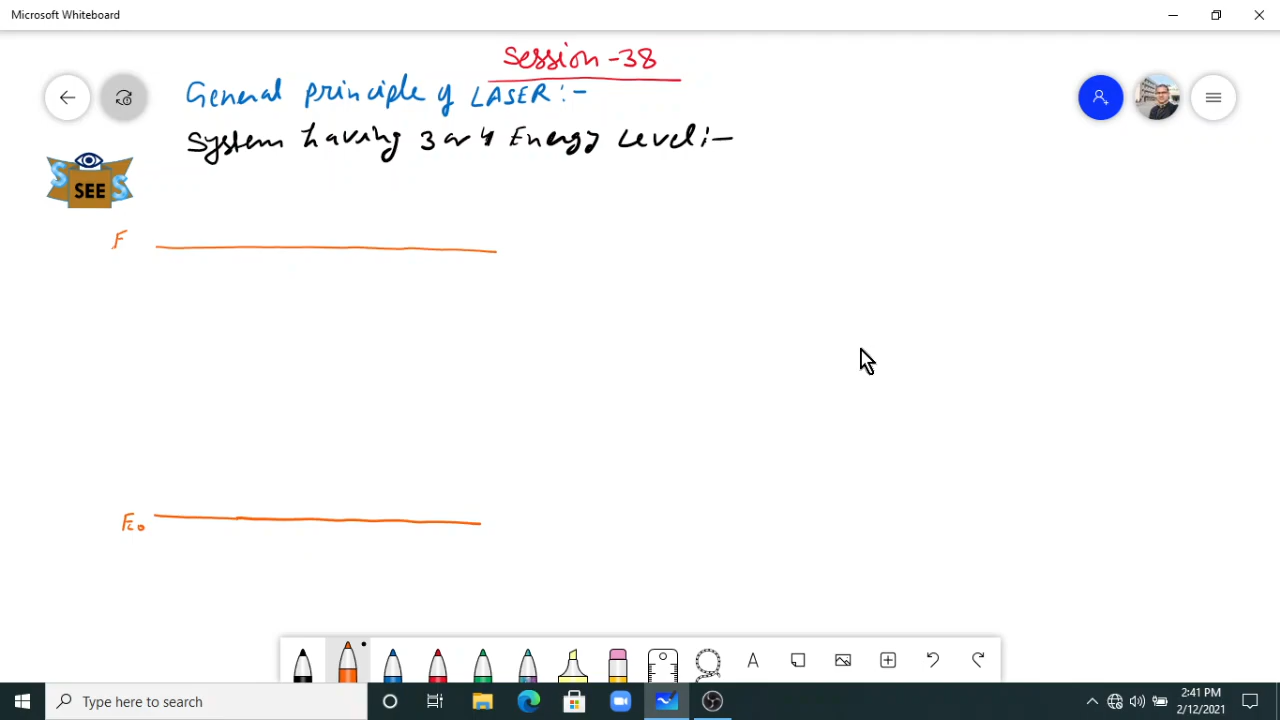 Microsoft Whiteboard
Session -38
General principle of LASER :-
System having 3 or 4 Energy Level :-
S SEE S
E
E0
A
Type here to search
2:41 PM
2/12/2021